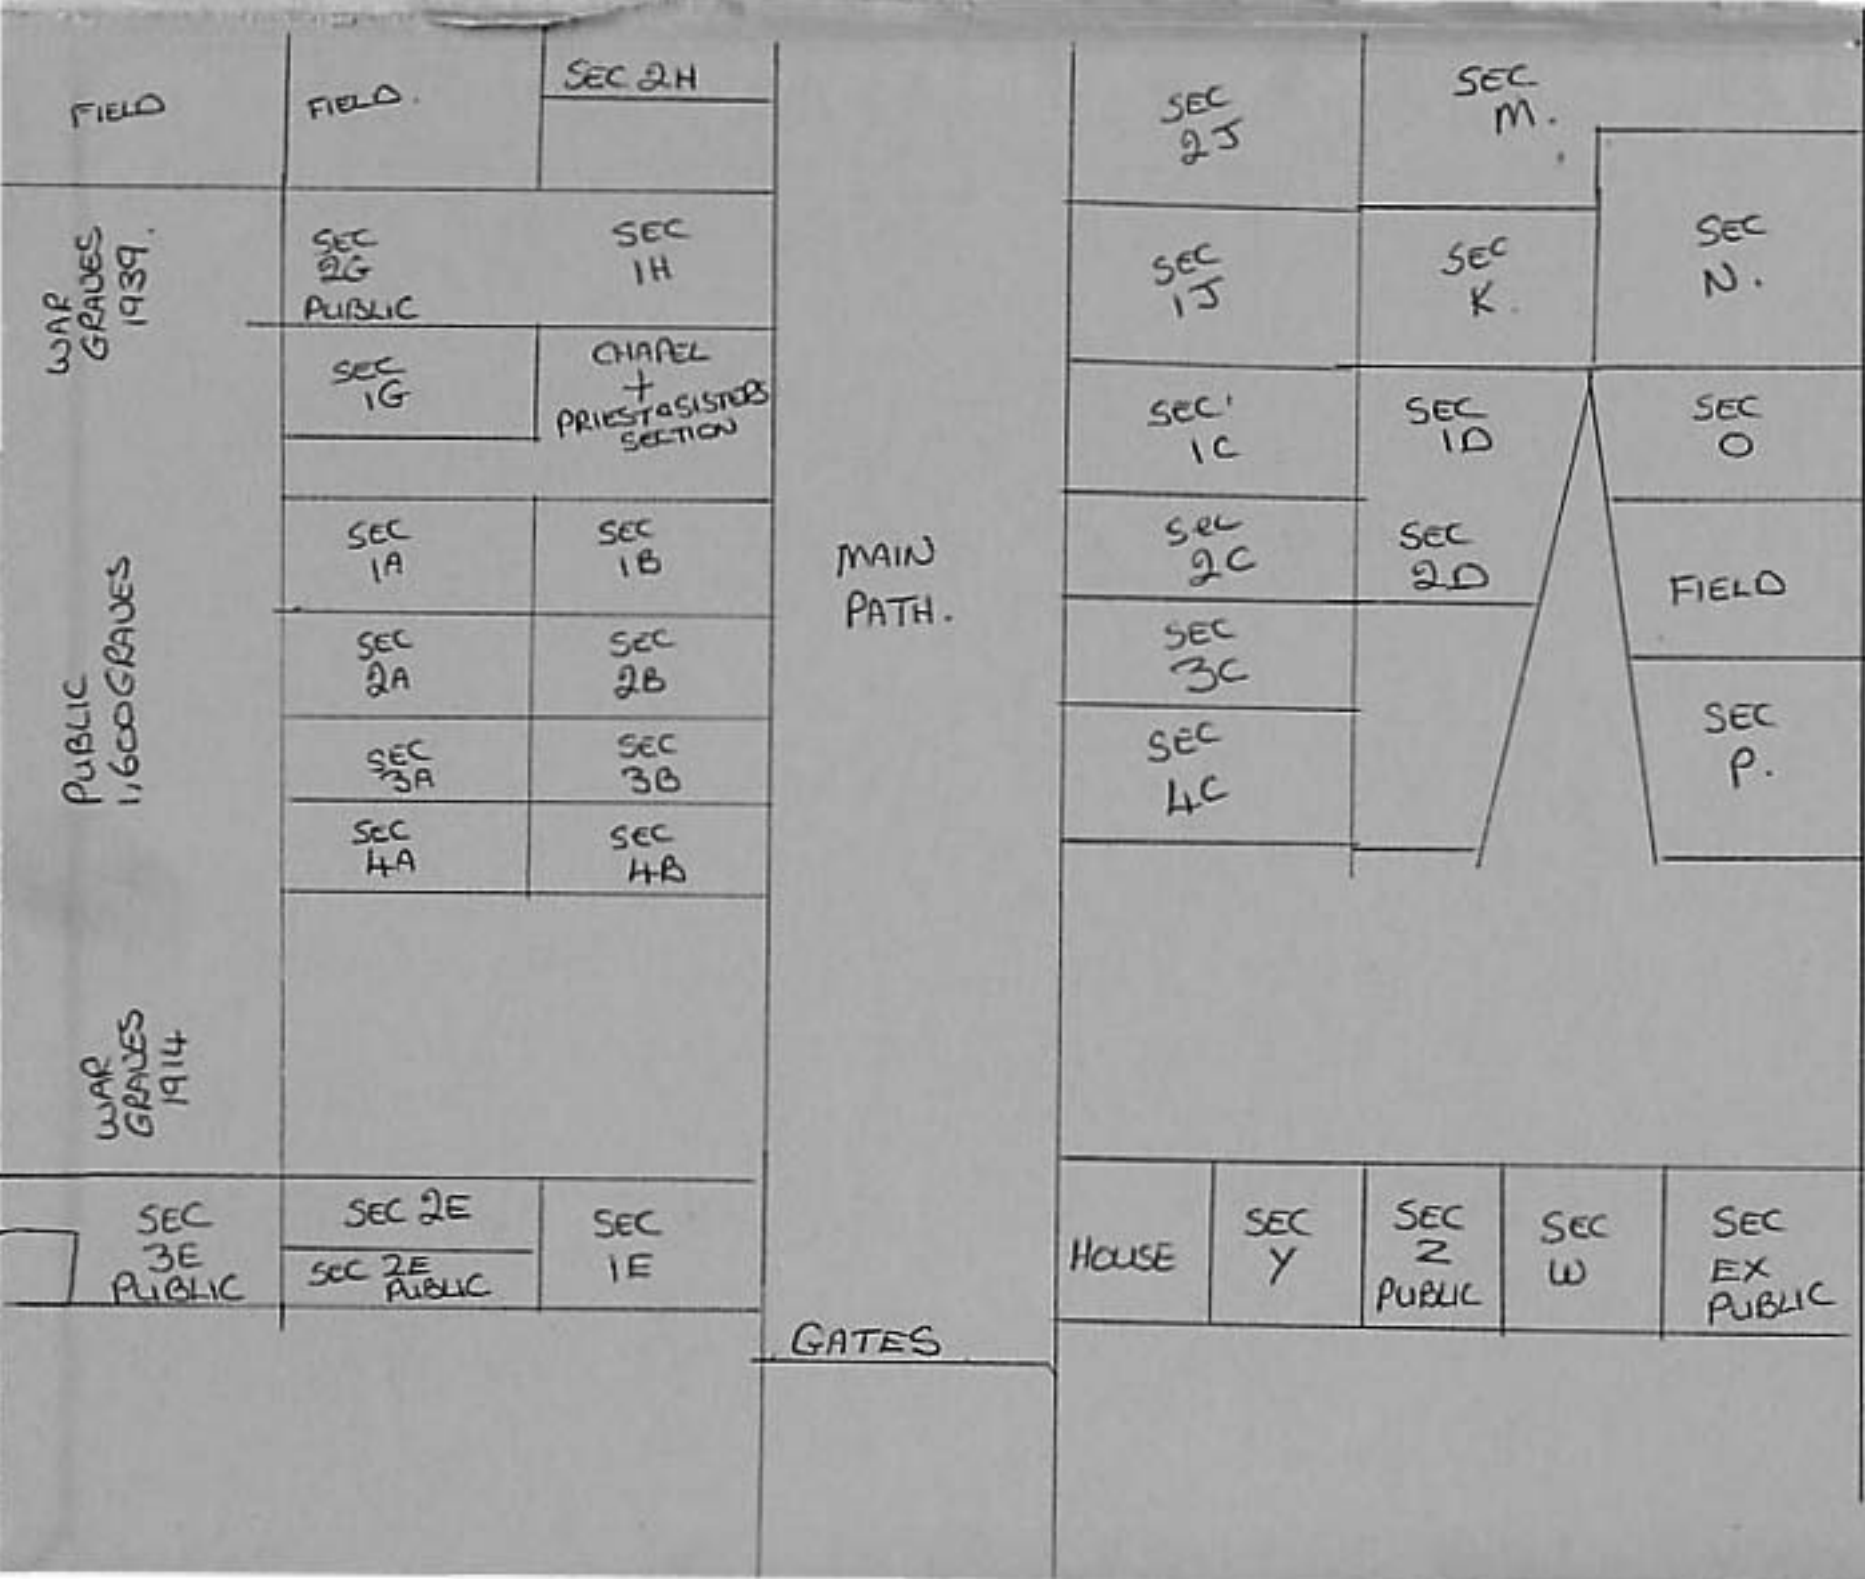 FIELD
FIELD.
SEC 2H
WAR
GRAVES
1939.
SEC
2G
PUBLIC
SEC
1H
SEC
1G
CHAPEL
+
PRIEST & SISTERS
SECTION
PUBLIC
1,600 GRAVES
SEC
1A
SEC
1B
SEC
2A
SEC
2B
SEC
3A
SEC
3B
SEC
4A
SEC
4B
WAR
GRAVES
1914
SEC
3E
PUBLIC
SEC 2E
SEC 2E
PUBLIC
SEC
1E
MAIN
PATH.
GATES
SEC
2J
SEC
M.
SEC
1J
SEC
K.
SEC
N.
SEC
1C
SEC
1D
SEC
O
SEC
2C
SEC
2D
FIELD
SEC
3C
SEC
4C
SEC
P.
HOUSE
SEC
Y
SEC
Z
PUBLIC
SEC
W
SEC
EX
PUBLIC